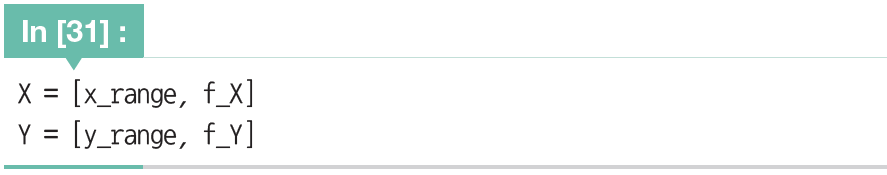 In [31] :
X = [x_range, f_X]
Y = [y_range, f_Y]